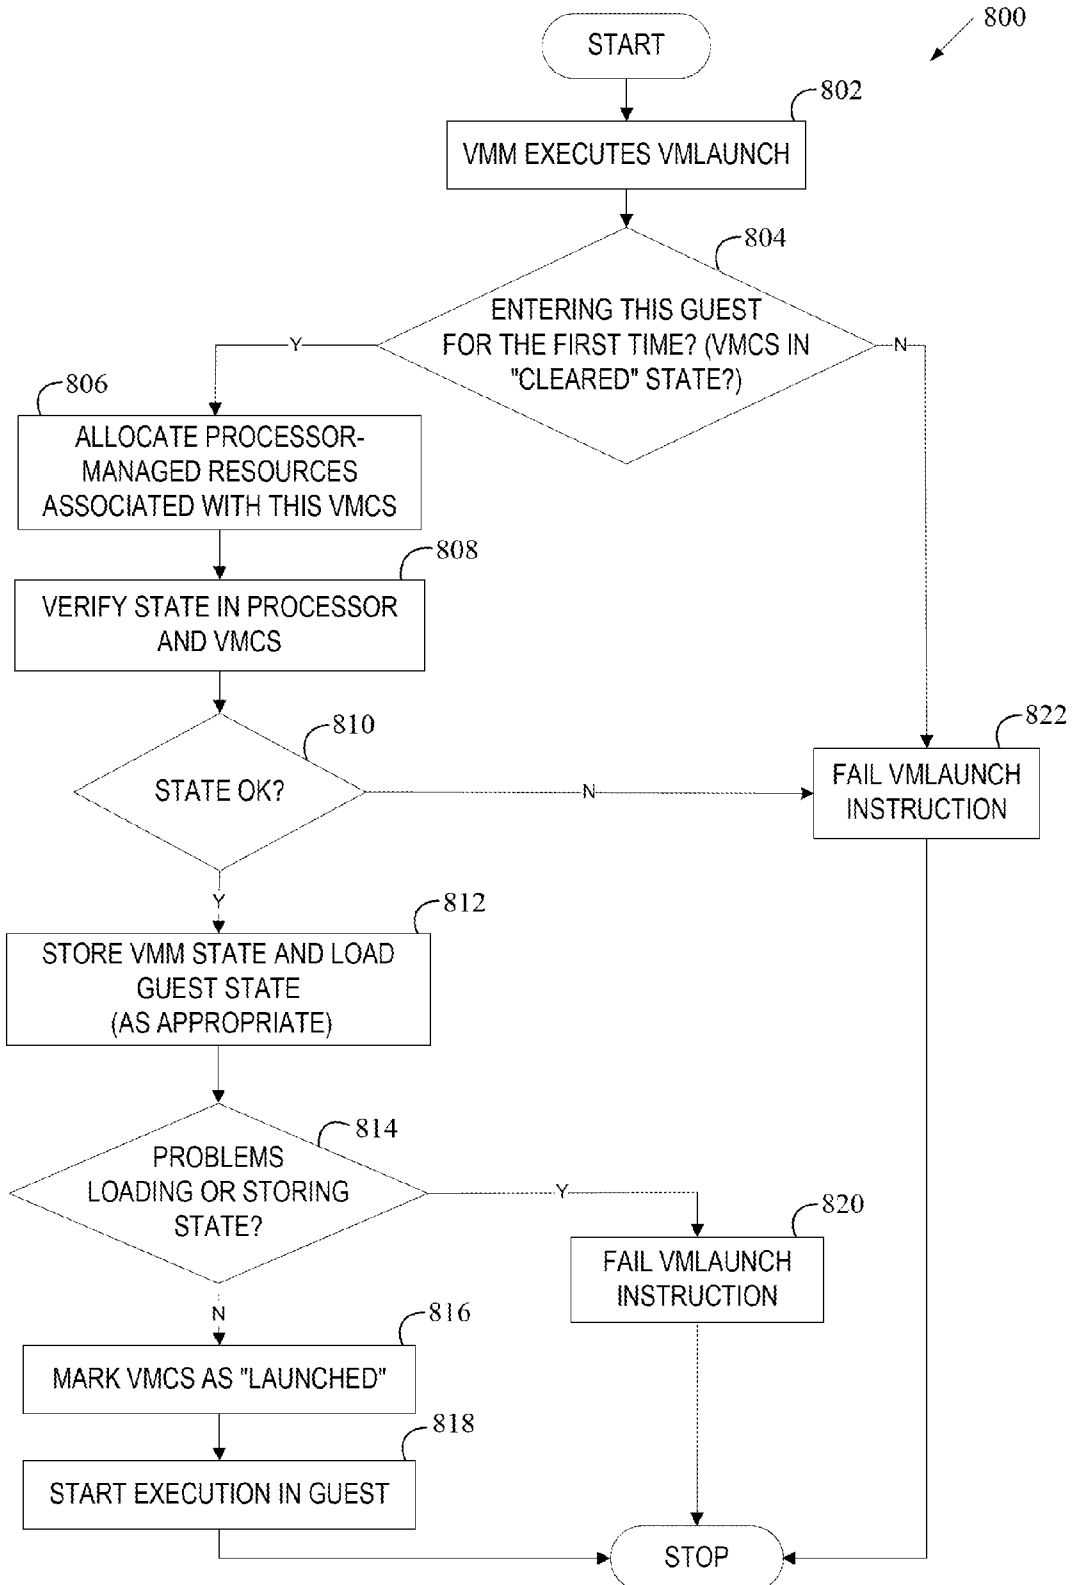 800
START
802
VMM EXECUTES VMLAUNCH
804
ENTERING THIS GUEST
FOR THE FIRST TIME? (VMCS IN
"CLEARED" STATE?)
Y
N
806
ALLOCATE PROCESSOR-
MANAGED RESOURCES
ASSOCIATED WITH THIS VMCS
808
VERIFY STATE IN PROCESSOR
AND VMCS
810
STATE OK?
N
822
FAIL VMLAUNCH
INSTRUCTION
Y
812
STORE VMM STATE AND LOAD
GUEST STATE
(AS APPROPRIATE)
814
PROBLEMS
LOADING OR STORING
STATE?
Y
820
FAIL VMLAUNCH
INSTRUCTION
N
816
MARK VMCS AS "LAUNCHED"
818
START EXECUTION IN GUEST
STOP